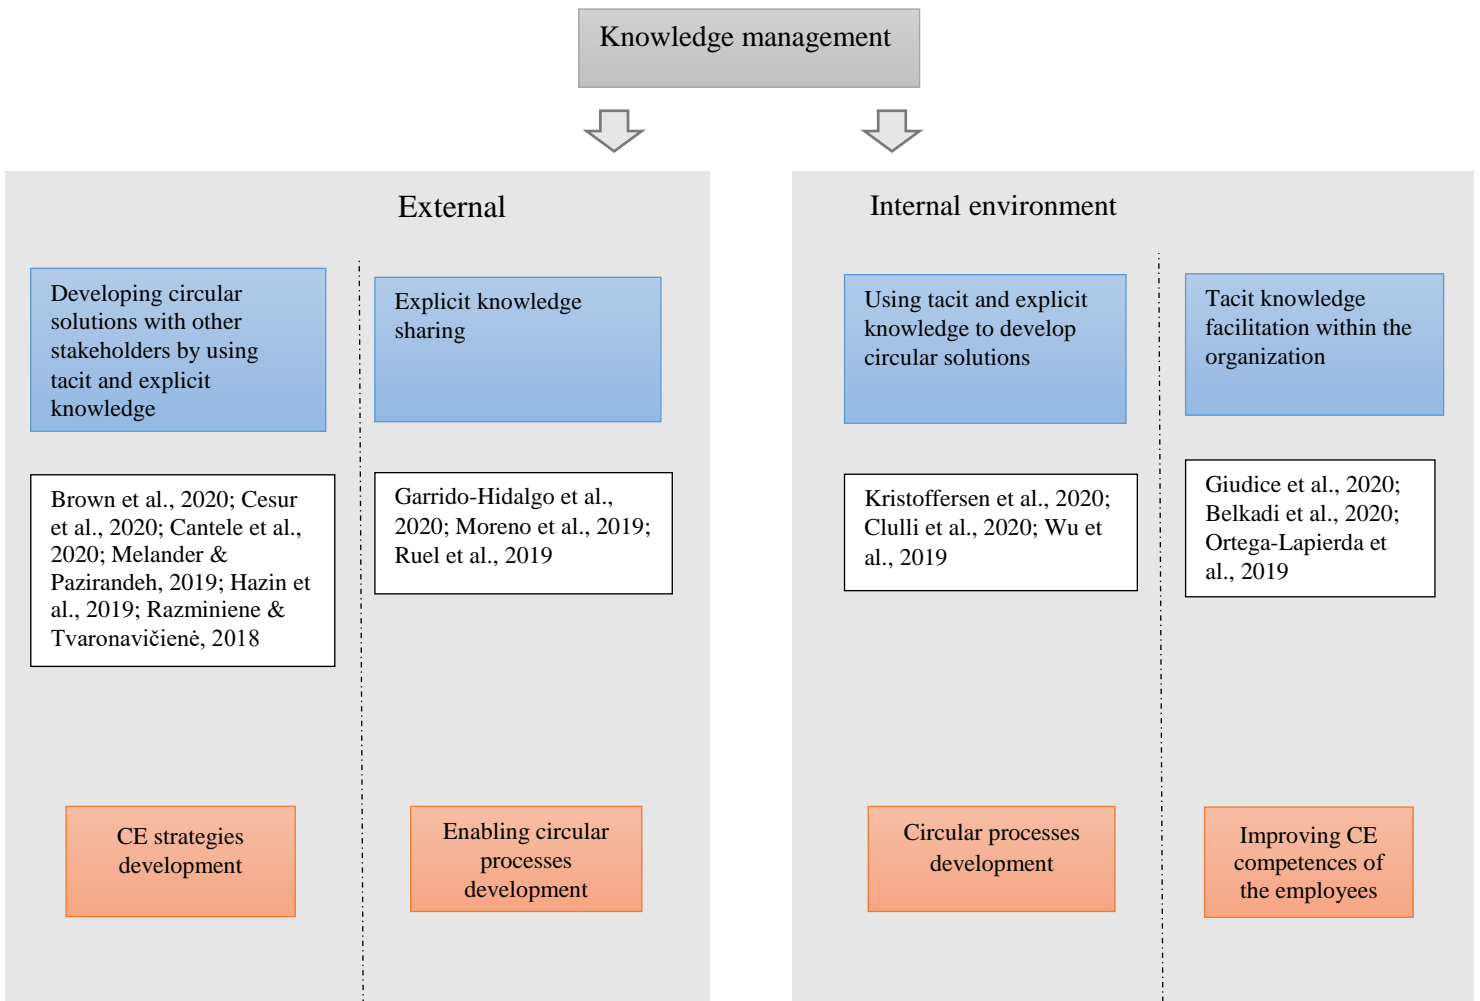 Knowledge management
External
Developing circular
solutions with other
stakeholders by using
tacit and explicit
knowledge
Explicit knowledge
sharing
Brown et al., 2020; Cesur
et al., 2020; Cantele et al.,
2020; Melander &
Pazirandeh, 2019; Hazin et
al., 2019; Razminiene &
Tvaronavičienė, 2018
Garrido-Hidalgo et al.,
2020; Moreno et al., 2019;
Ruel et al., 2019
CE strategies
development
Enabling circular
processes
development
Internal environment
Using tacit and explicit
knowledge to develop
circular solutions
Tacit knowledge
facilitation within the
organization
Kristoffersen et al., 2020;
Clulli et al., 2020; Wu et
al., 2019
Giudice et al., 2020;
Belkadi et al., 2020;
Ortega-Lapierda et
al., 2019
Circular processes
development
Improving CE
competences of
the employees